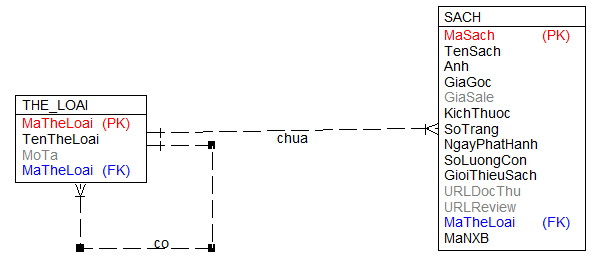 THE_LOAI
MaTheLoai (PK)
TenTheLoai
MoTa
MaTheLoai (FK)
co
chua
SACH
MaSach (PK)
TenSach
Anh
GiaGoc
GiaSale
KichThuoc
SoTrang
NgayPhatHanh
SoLuongCon
GioiThieuSach
URLDocThu
URLReview
MaTheLoai (FK)
MaNXB